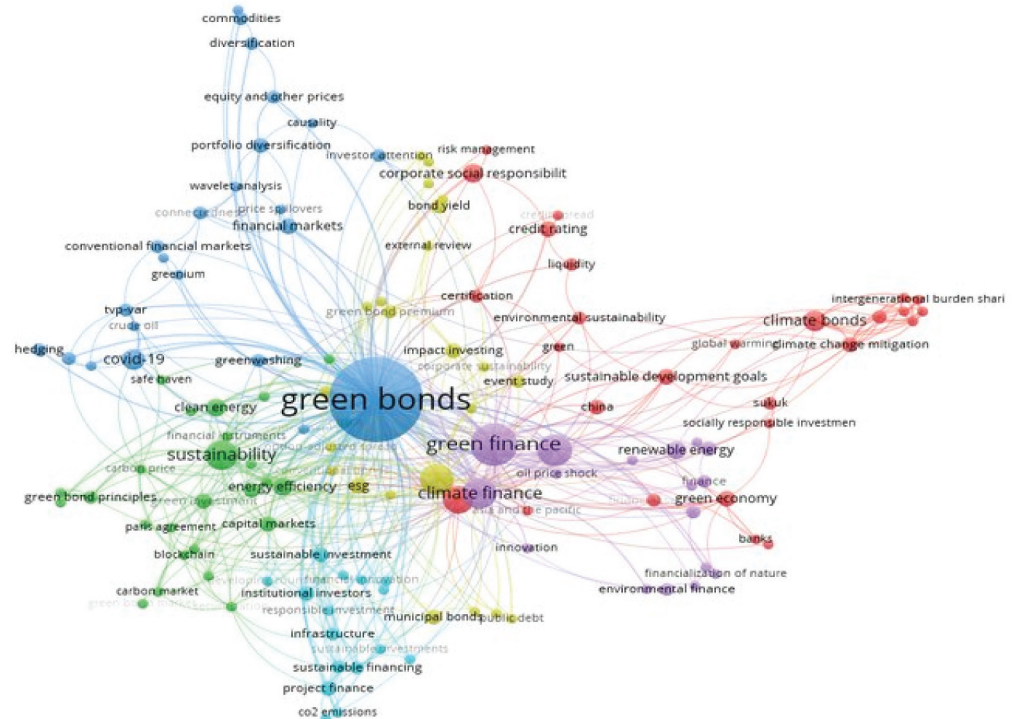 commodities
diversification
equity and other prices
causality
portfolio diversification
investor attention
risk management
corporate social responsibilit
wavelet analysis
connectedness
price spillovers
bond yield
financial markets
credit spread
credit rating
conventional financial markets
external review
greenium
liquidity
certification
intergenerational burden shari
tvp-var
green bond premium
environmental sustainability
climate bonds
crude oil
hedging
covid-19
greenwashing
impact investing
green
global warming
climate change mitigation
corporate sustainability
safe haven
event study
sustainable development goals
clean energy
green bonds
china
sukuk
socially responsible investmen
financial instruments
green finance
sustainability
renewable energy
carbon price
oil price shock
energy efficiency
esg
finance
green bond principles
green investment
climate finance
green economy
asia and the pacific
paris agreement
capital markets
banks
blockchain
sustainable investment
innovation
financialization of nature
financial innovation
carbon market
institutional investors
environmental finance
responsible investment
municipal bonds
public debt
infrastructure
sustainable investments
sustainable financing
project finance
co2 emissions